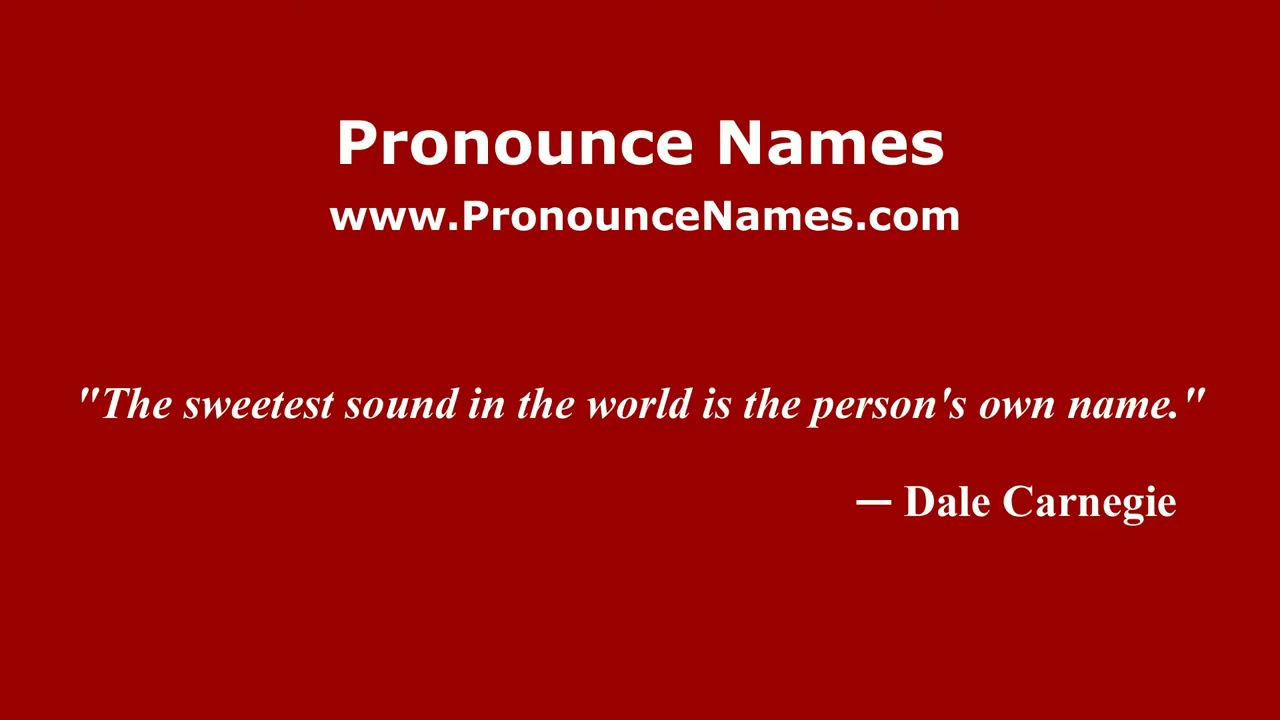 Pronounce Names
www.PronounceNames.com
"The sweetest sound in the world is the person's own name."
— Dale Carnegie